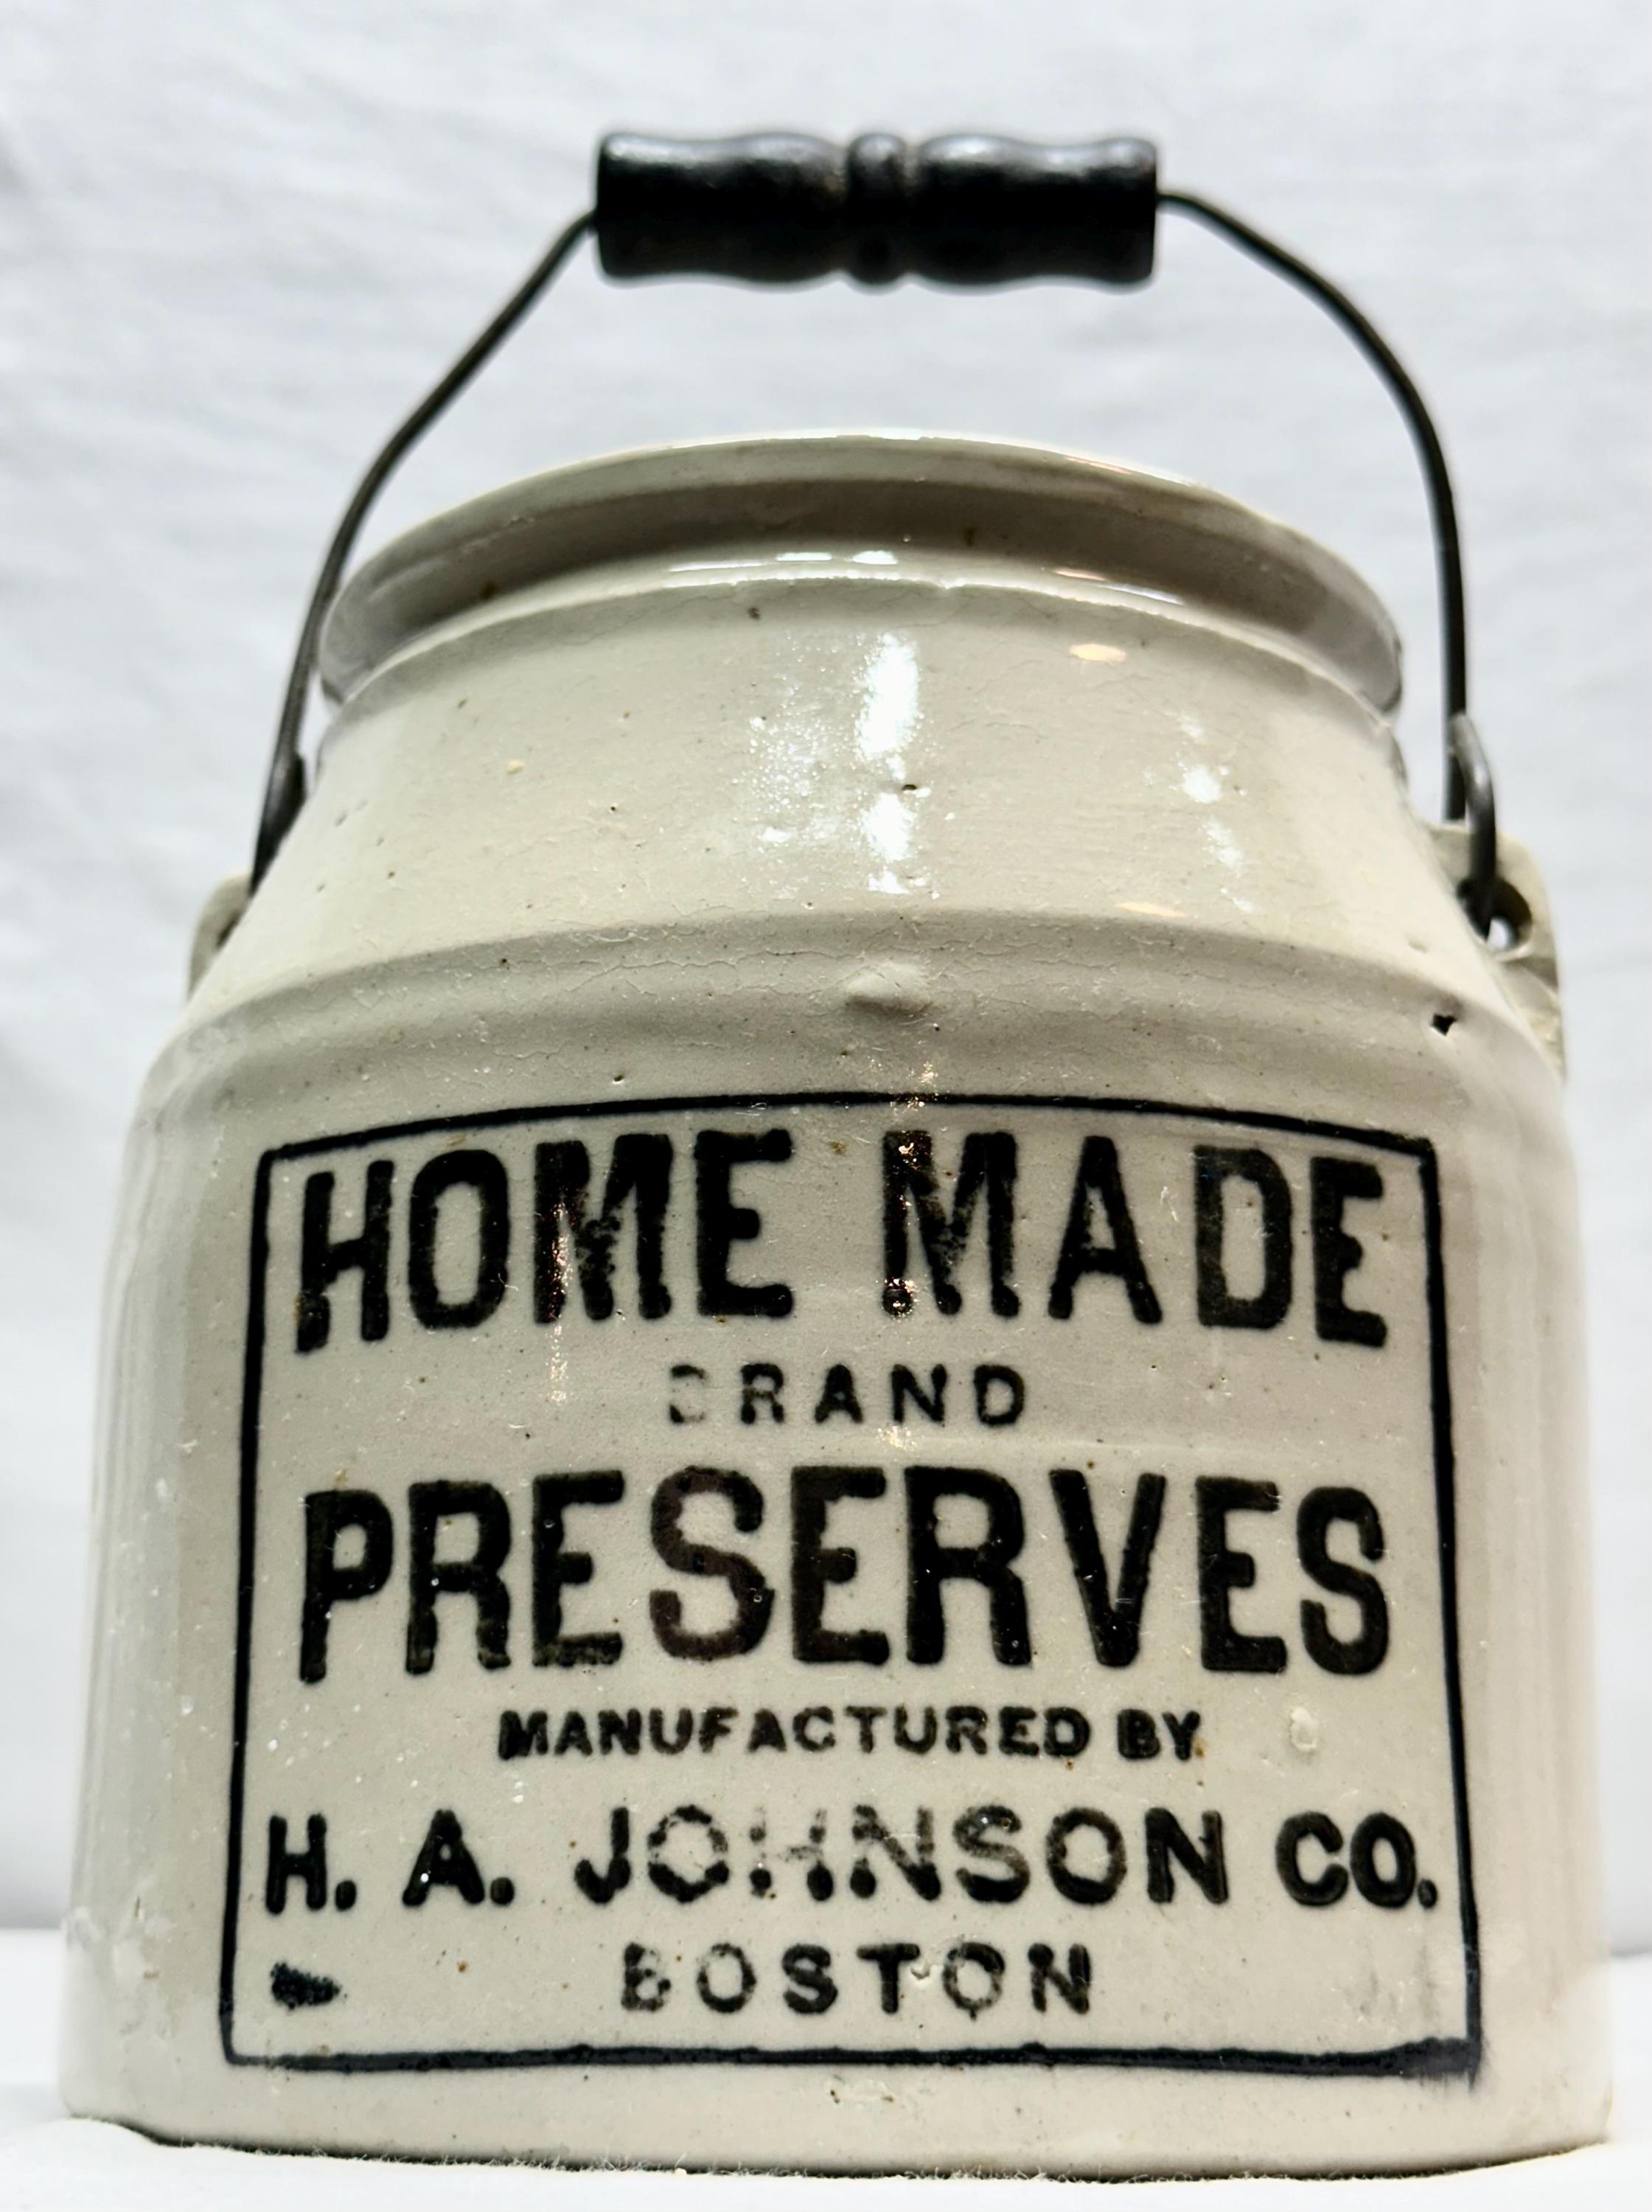 HOME MADE
BRAND
PRESERVES
MANUFACTURED BY
H. A. JOHNSON CO.
BOSTON